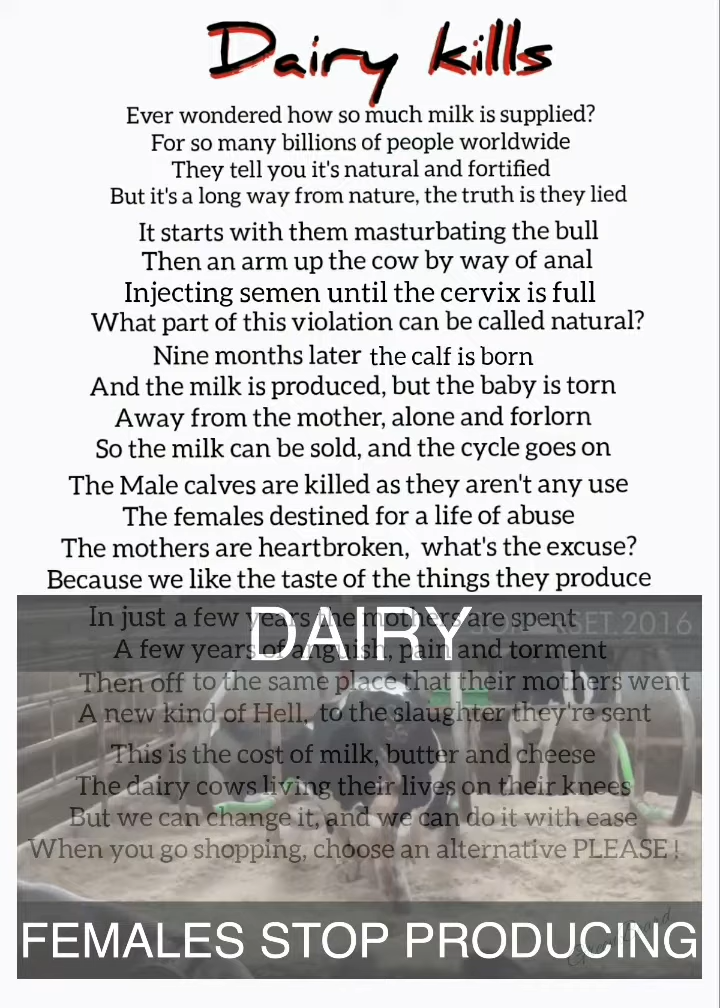 Dairy kills
Ever wondered how so much milk is supplied?
For so many billions of people worldwide
They tell you it's natural and fortified
But it's a long way from nature, the truth is they lied
It starts with them masturbating the bull
Then an arm up the cow by way of anal
Injecting semen until the cervix is full
What part of this violation can be called natural?
Nine months later the calf is born
And the milk is produced, but the baby is torn
Away from the mother, alone and forlorn
So the milk can be sold, and the cycle goes on
The Male calves are killed as they aren't any use
The females destined for a life of abuse
The mothers are heartbroken, what's the excuse?
Because we like the taste of the things they produce
In just a few years the mothers are spent
DAIRY
2016
A few years of anguish, pain and torment
Then off to the same place that their mothers went
A new kind of Hell, to the slaughter they're sent
This is the cost of milk, butter and cheese
The dairy cows living their lives on their knees
But we can change it, and we can do it with ease
When you go shopping, choose an alternative PLEASE !
FEMALES STOP PRODUCING